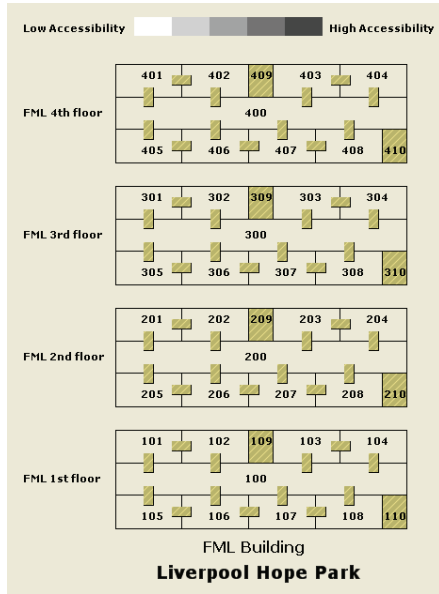 Low Accessibility High Accessibility
401 402 409 403 404
FML 4th floor 400
405 406 407 408 410
301 302 309 303 304
FML 3rd floor 300
305 306 307 308 310
201 202 209 203 204
FML 2nd floor 200
205 206 207 208 210
101 102 109 103 104
FML 1st floor 100
105 106 107 108 110
FML Building
Liverpool Hope Park